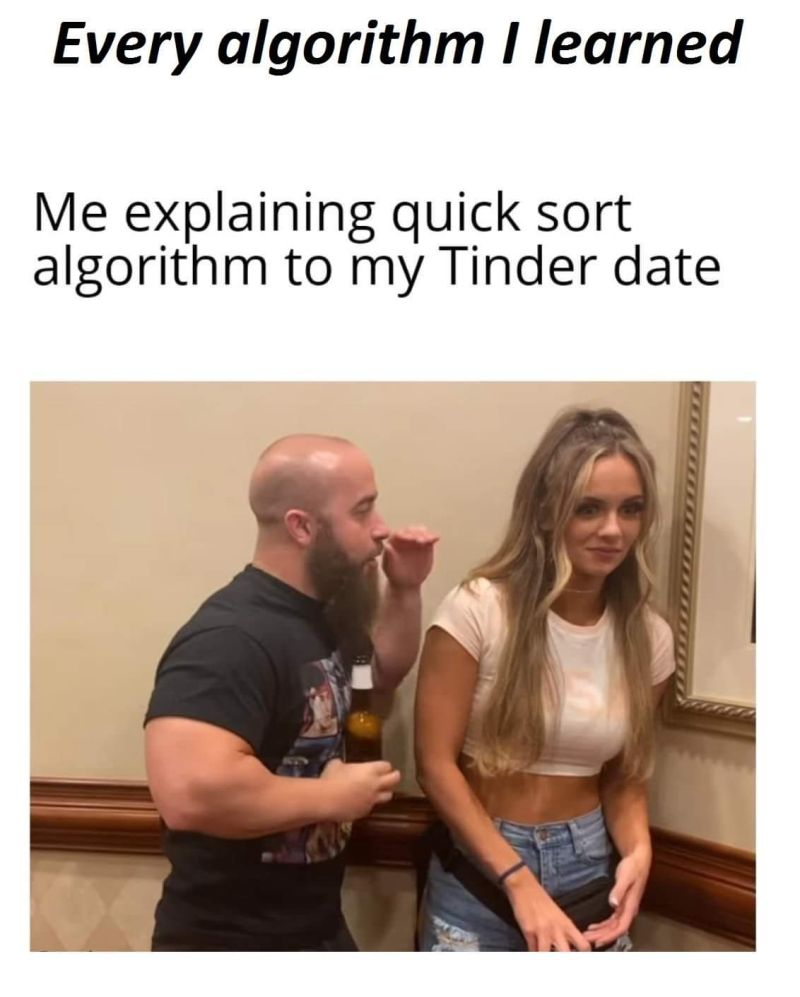 Every algorithm I learned
Me explaining quick sort
algorithm to my Tinder date